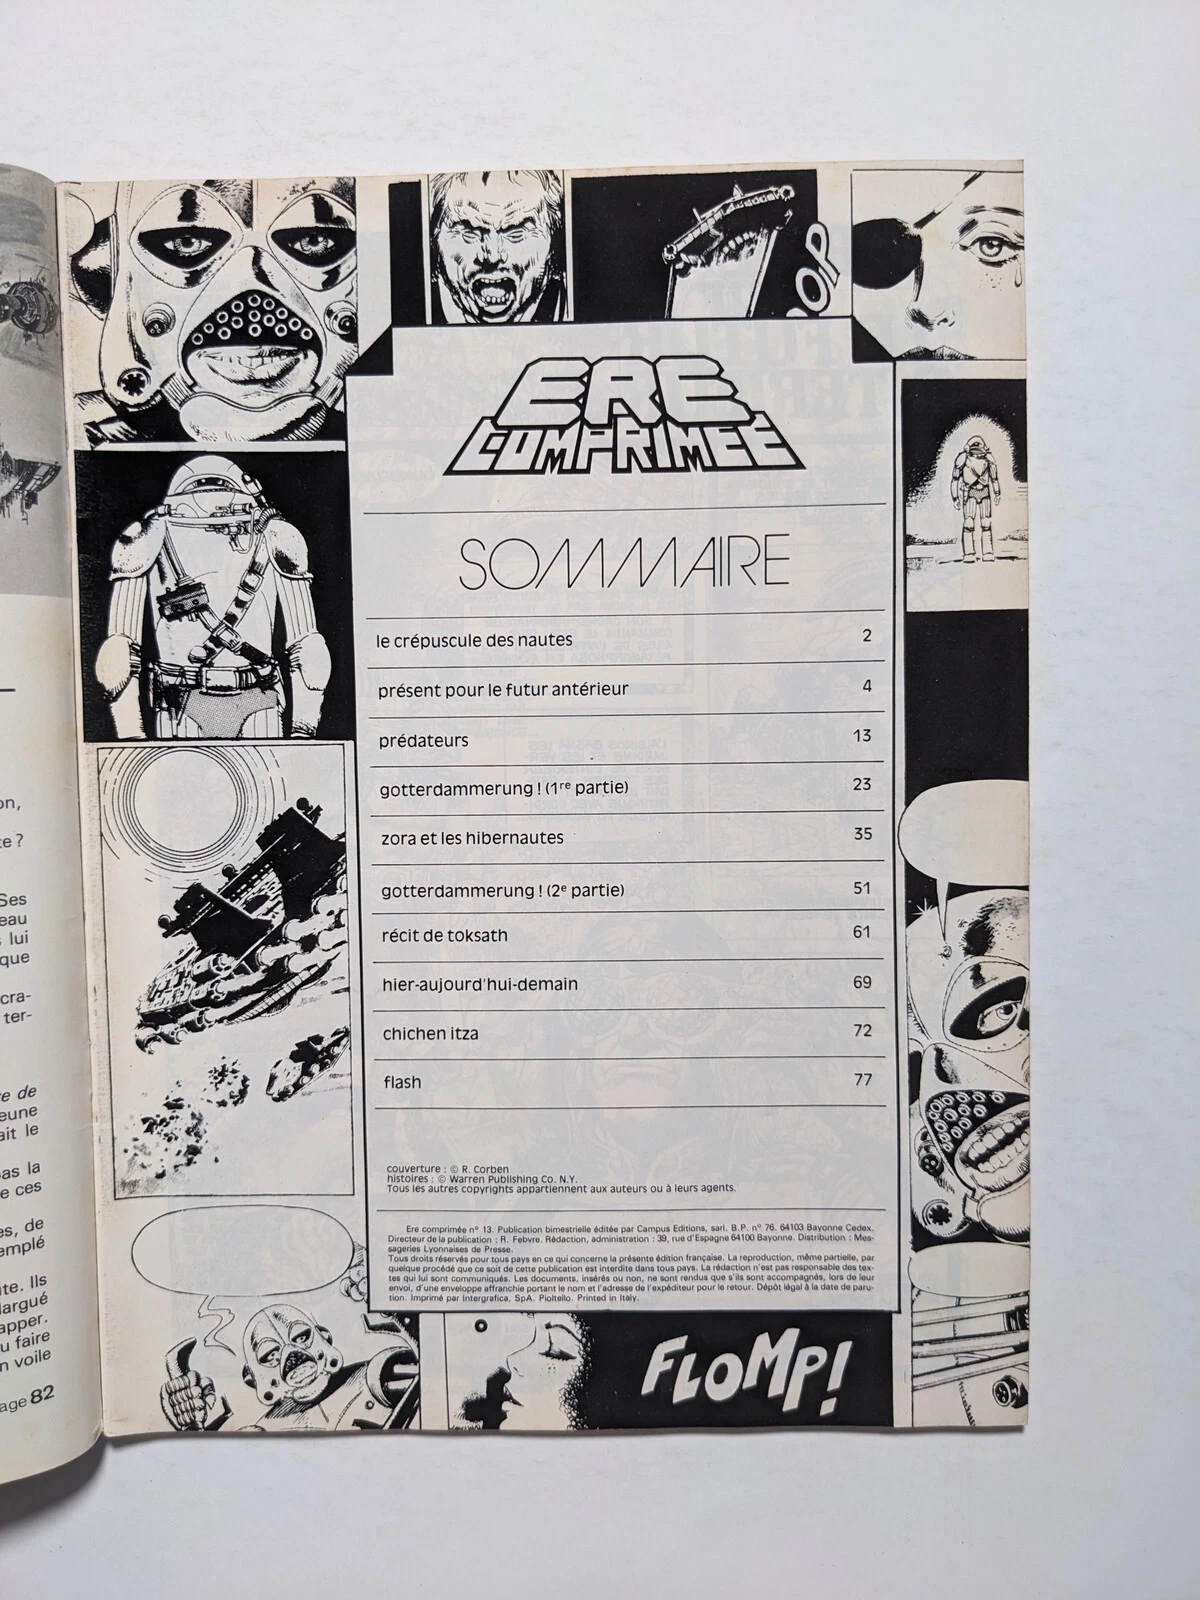 on,
te ?
Ses
eau
lui
que
cra-
ter-
re de
eune
ait le
pas la
e ces
es, de
emplé
ute. Ils
largué
apper.
u faire
n voile
age 82
OP
ERE
COMPRIMEE
SOMMAIRE
le crépuscule des nautes 2
présent pour le futur antérieur 4
prédateurs 13
gotterdammerung ! (1re partie) 23
zora et les hibernautes 35
gotterdammerung ! (2e partie) 51
récit de toksath 61
hier-aujourd'hui-demain 69
chichen itza 72
flash 77
couverture : © R. Corben
histoires : © Warren Publishing Co. N.Y.
Tous les autres copyrights appartiennent aux auteurs ou à leurs agents.
Ere comprimée nº 13. Publication bimestrielle éditée par Campus Editions, sarl. B.P. nº 76. 64103 Bayonne Cedex.
Directeur de la publication : R. Febvre. Rédaction, administration : 39, rue d'Espagne 64100 Bayonne. Distribution : Mes-
sageries Lyonnaises de Presse.
Tous droits réservés pour tous pays en ce qui concerne la présente édition française. La reproduction, même partielle, par
quelque procédé que ce soit de cette publication est interdite dans tous pays. La rédaction n'est pas responsable des tex-
tes qui lui sont communiqués. Les documents, insérés ou non, ne sont rendus que s'ils sont accompagnés, lors de leur
envoi, d'une enveloppe affranchie portant le nom et l'adresse de l'expéditeur pour le retour. Dépôt légal à la date de paru-
tion. Imprimé par Intergrafica, SpA. Pioltello. Printed in Italy.
FLOMP!